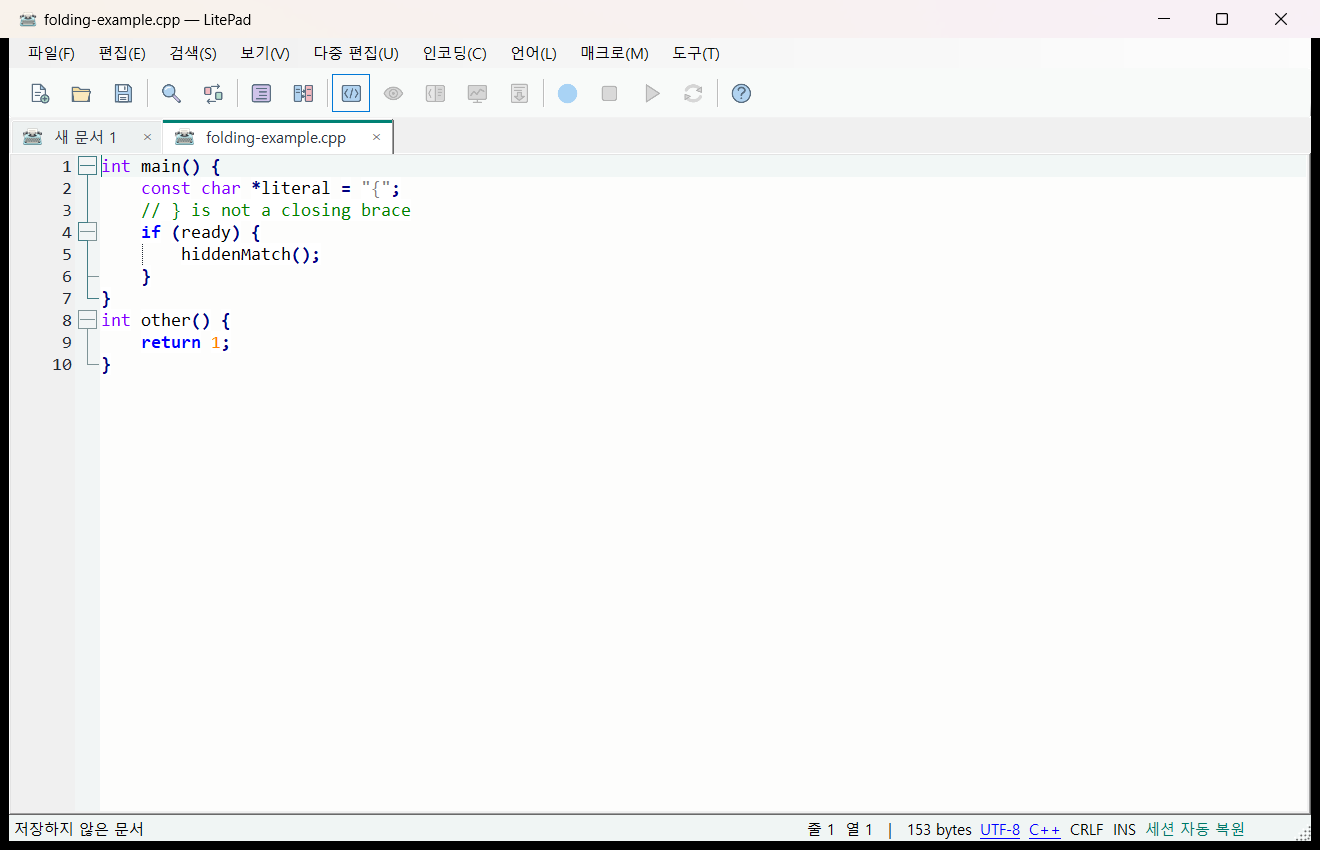 folding-example.cpp — LitePad
파일(F) 편집(E) 검색(S) 보기(V) 다중 편집(U) 인코딩(C) 언어(L) 매크로(M) 도구(T)
새 문서 1 × folding-example.cpp ×
1 int main() {
2     const char *literal = "{";
3     // } is not a closing brace
4     if (ready) {
5         hiddenMatch();
6     }
7 }
8 int other() {
9     return 1;
10 }
저장하지 않은 문서 줄 1 열 1 | 153 bytes UTF-8 C++ CRLF INS 세션 자동 복원